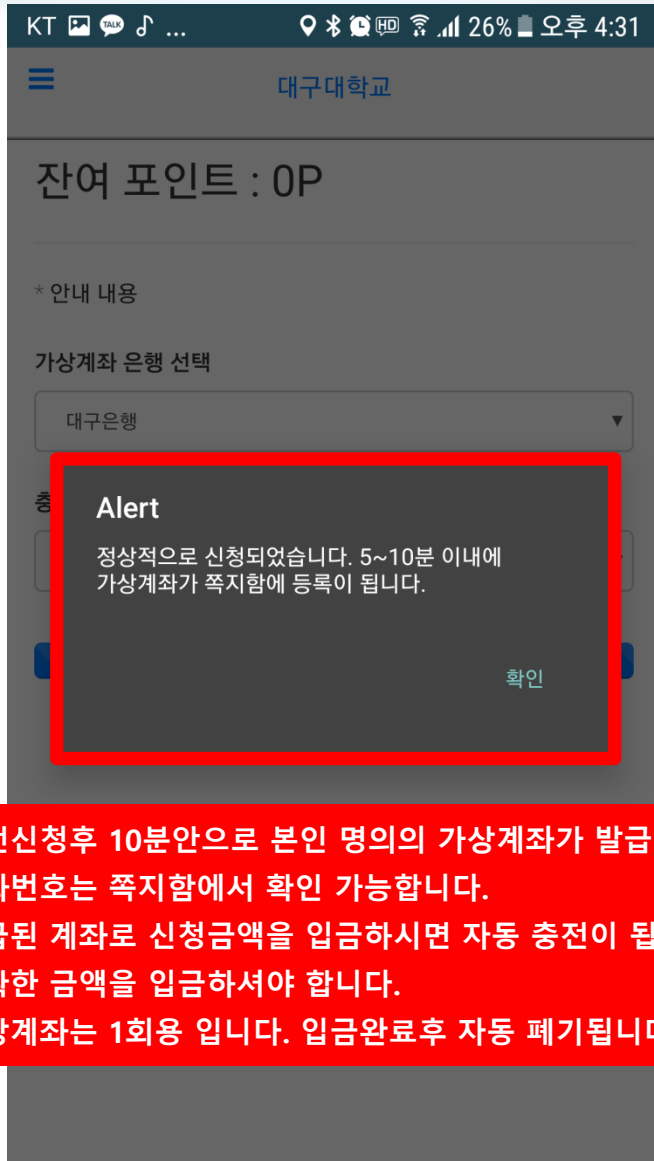 KT TALK ... HD 26% 오후 4:31
대구대학교
잔여 포인트 : 0P
* 안내 내용
가상계좌 은행 선택
대구은행
충
Alert
정상적으로 신청되었습니다. 5~10분 이내에
가상계좌가 쪽지함에 등록이 됩니다.
확인
신청후 10분안으로 본인 명의의 가상계좌가 발급
번호는 쪽지함에서 확인 가능합니다.
된 계좌로 신청금액을 입금하시면 자동 충전이 됩
한 금액을 입금하셔야 합니다.
계좌는 1회용 입니다. 입금완료후 자동 폐기됩니다